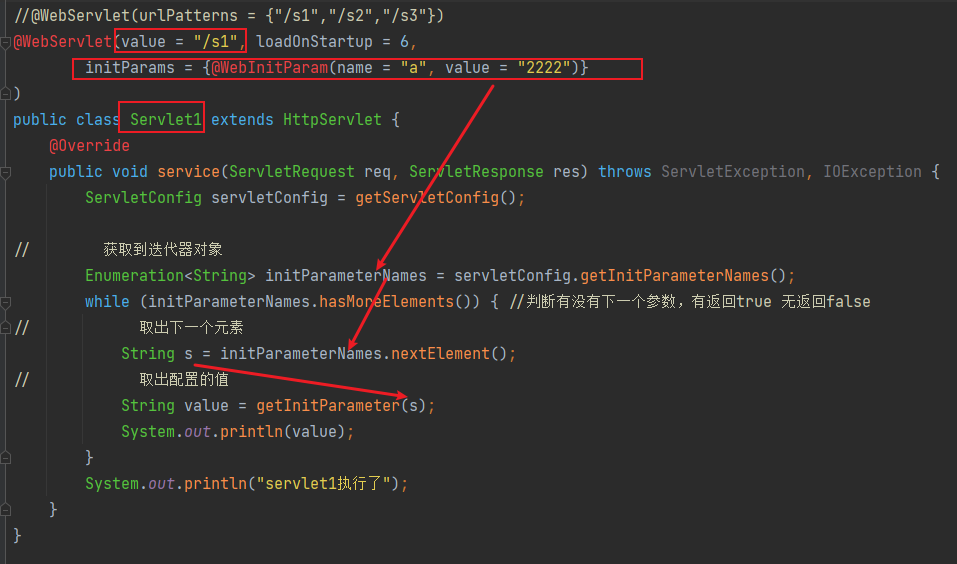 //@WebServlet(urlPatterns = {"/s1","/s2","/s3"})
@WebServlet(value = "/s1", loadOnStartup = 6,
initParams = {@WebInitParam(name = "a", value = "2222")}
)
public class Servlet1 extends HttpServlet {
@Override
public void service(ServletRequest req, ServletResponse res) throws ServletException, IOException {
ServletConfig servletConfig = getServletConfig();
// 获取到迭代器对象
Enumeration<String> initParameterNames = servletConfig.getInitParameterNames();
while (initParameterNames.hasMoreElements()) { //判断有没有下一个参数，有返回true 无返回false
// 取出下一个元素
String s = initParameterNames.nextElement();
// 取出配置的值
String value = getInitParameter(s);
System.out.println(value);
}
System.out.println("servlet1执行了");
}
}